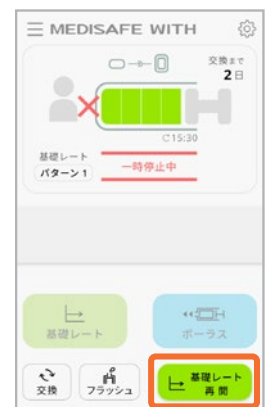 MEDISAFE WITH
交換まで
2日
15:30
基礎レート
パターン 1
一時停止中
基礎レート
ボーラス
交換
フラッシュ
基礎レート
再開